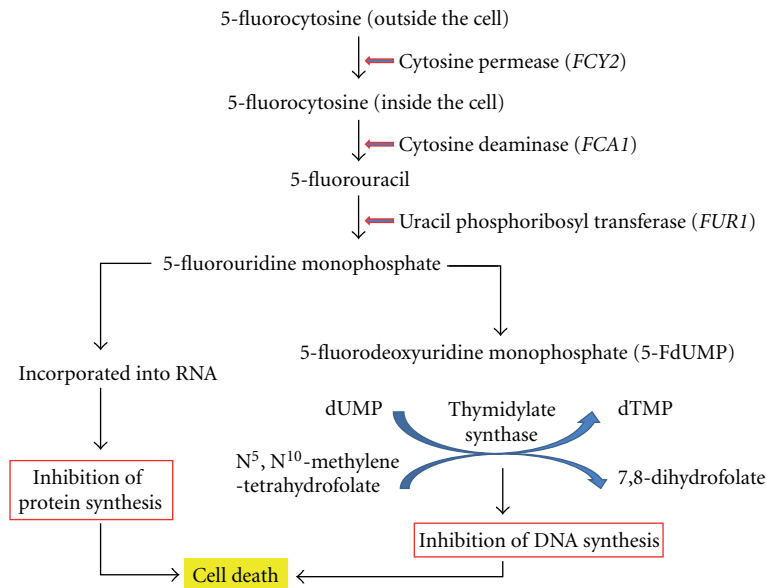 5-fluorocytosine (outside the cell)
Cytosine permease (FCY2)
5-fluorocytosine (inside the cell)
Cytosine deaminase (FCA1)
5-fluorouracil
Uracil phosphoribosyl transferase (FUR1)
5-fluorouridine monophosphate
5-fluorodeoxyuridine monophosphate (5-FdUMP)
Incorporated into RNA
dUMP
Thymidylate
synthase
dTMP
N⁵, N¹⁰-methylene
-tetrahydrofolate
7,8-dihydrofolate
Inhibition of
protein synthesis
Inhibition of DNA synthesis
Cell death